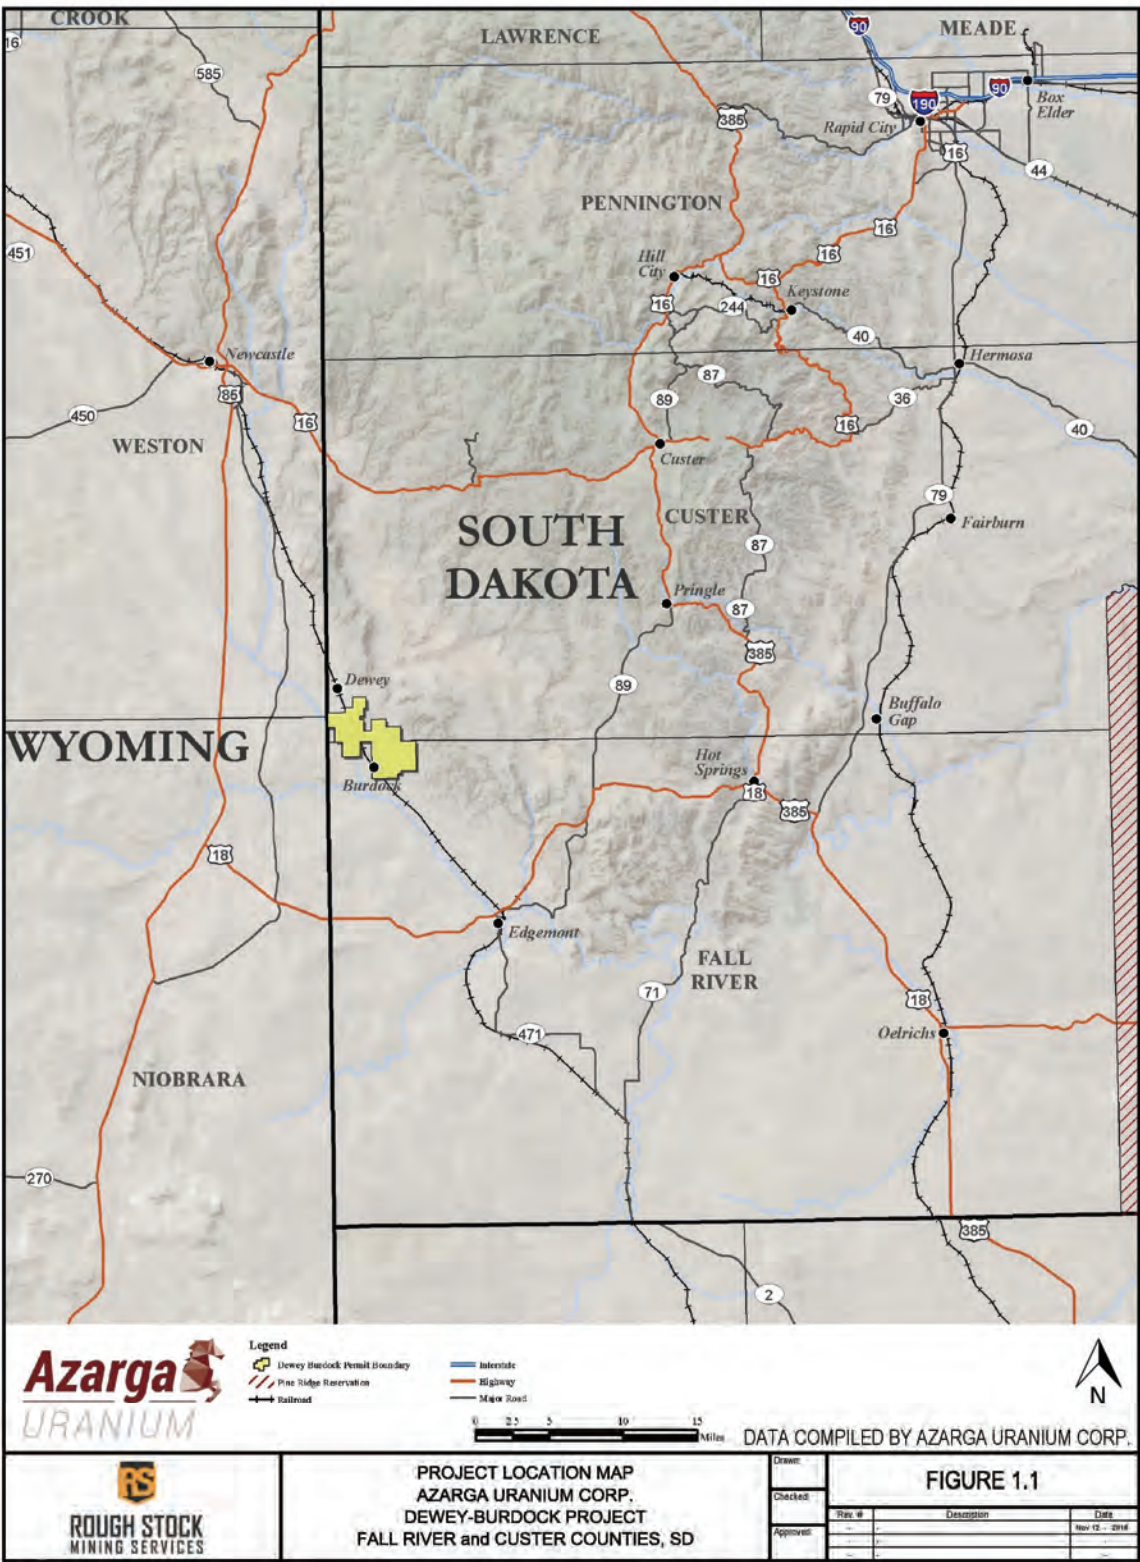 CROOK
LAWRENCE
MEADE
16
90
585
79
190
90
Box
Elder
385
Rapid City
16
44
PENNINGTON
16
451
Hill
City
16
16
Keystone
16
244
40
Newcastle
Hermosa
87
85
89
36
450
16
16
40
WESTON
Custer
79
SOUTH
DAKOTA
CUSTER
Fairburn
87
Pringle
87
385
Dewey
89
Buffalo
Gap
WYOMING
Hot
Springs
Burdock
18
385
18
Edgemont
FALL
RIVER
71
18
471
Oelrichs
NIOBRARA
270
385
2
Azarga
URANIUM
Legend
Dewey Burdock Permit Boundary
Pine Ridge Reservation
Railroad
Interstate
Highway
Major Road
0 2.5 5 10 15
Miles
N
DATA COMPILED BY AZARGA URANIUM CORP.
RS
ROUGH STOCK
MINING SERVICES
PROJECT LOCATION MAP
AZARGA URANIUM CORP.
DEWEY-BURDOCK PROJECT
FALL RIVER and CUSTER COUNTIES, SD
Drawn:
Checked:
Approved:
FIGURE 1.1
Rev. # Description Date